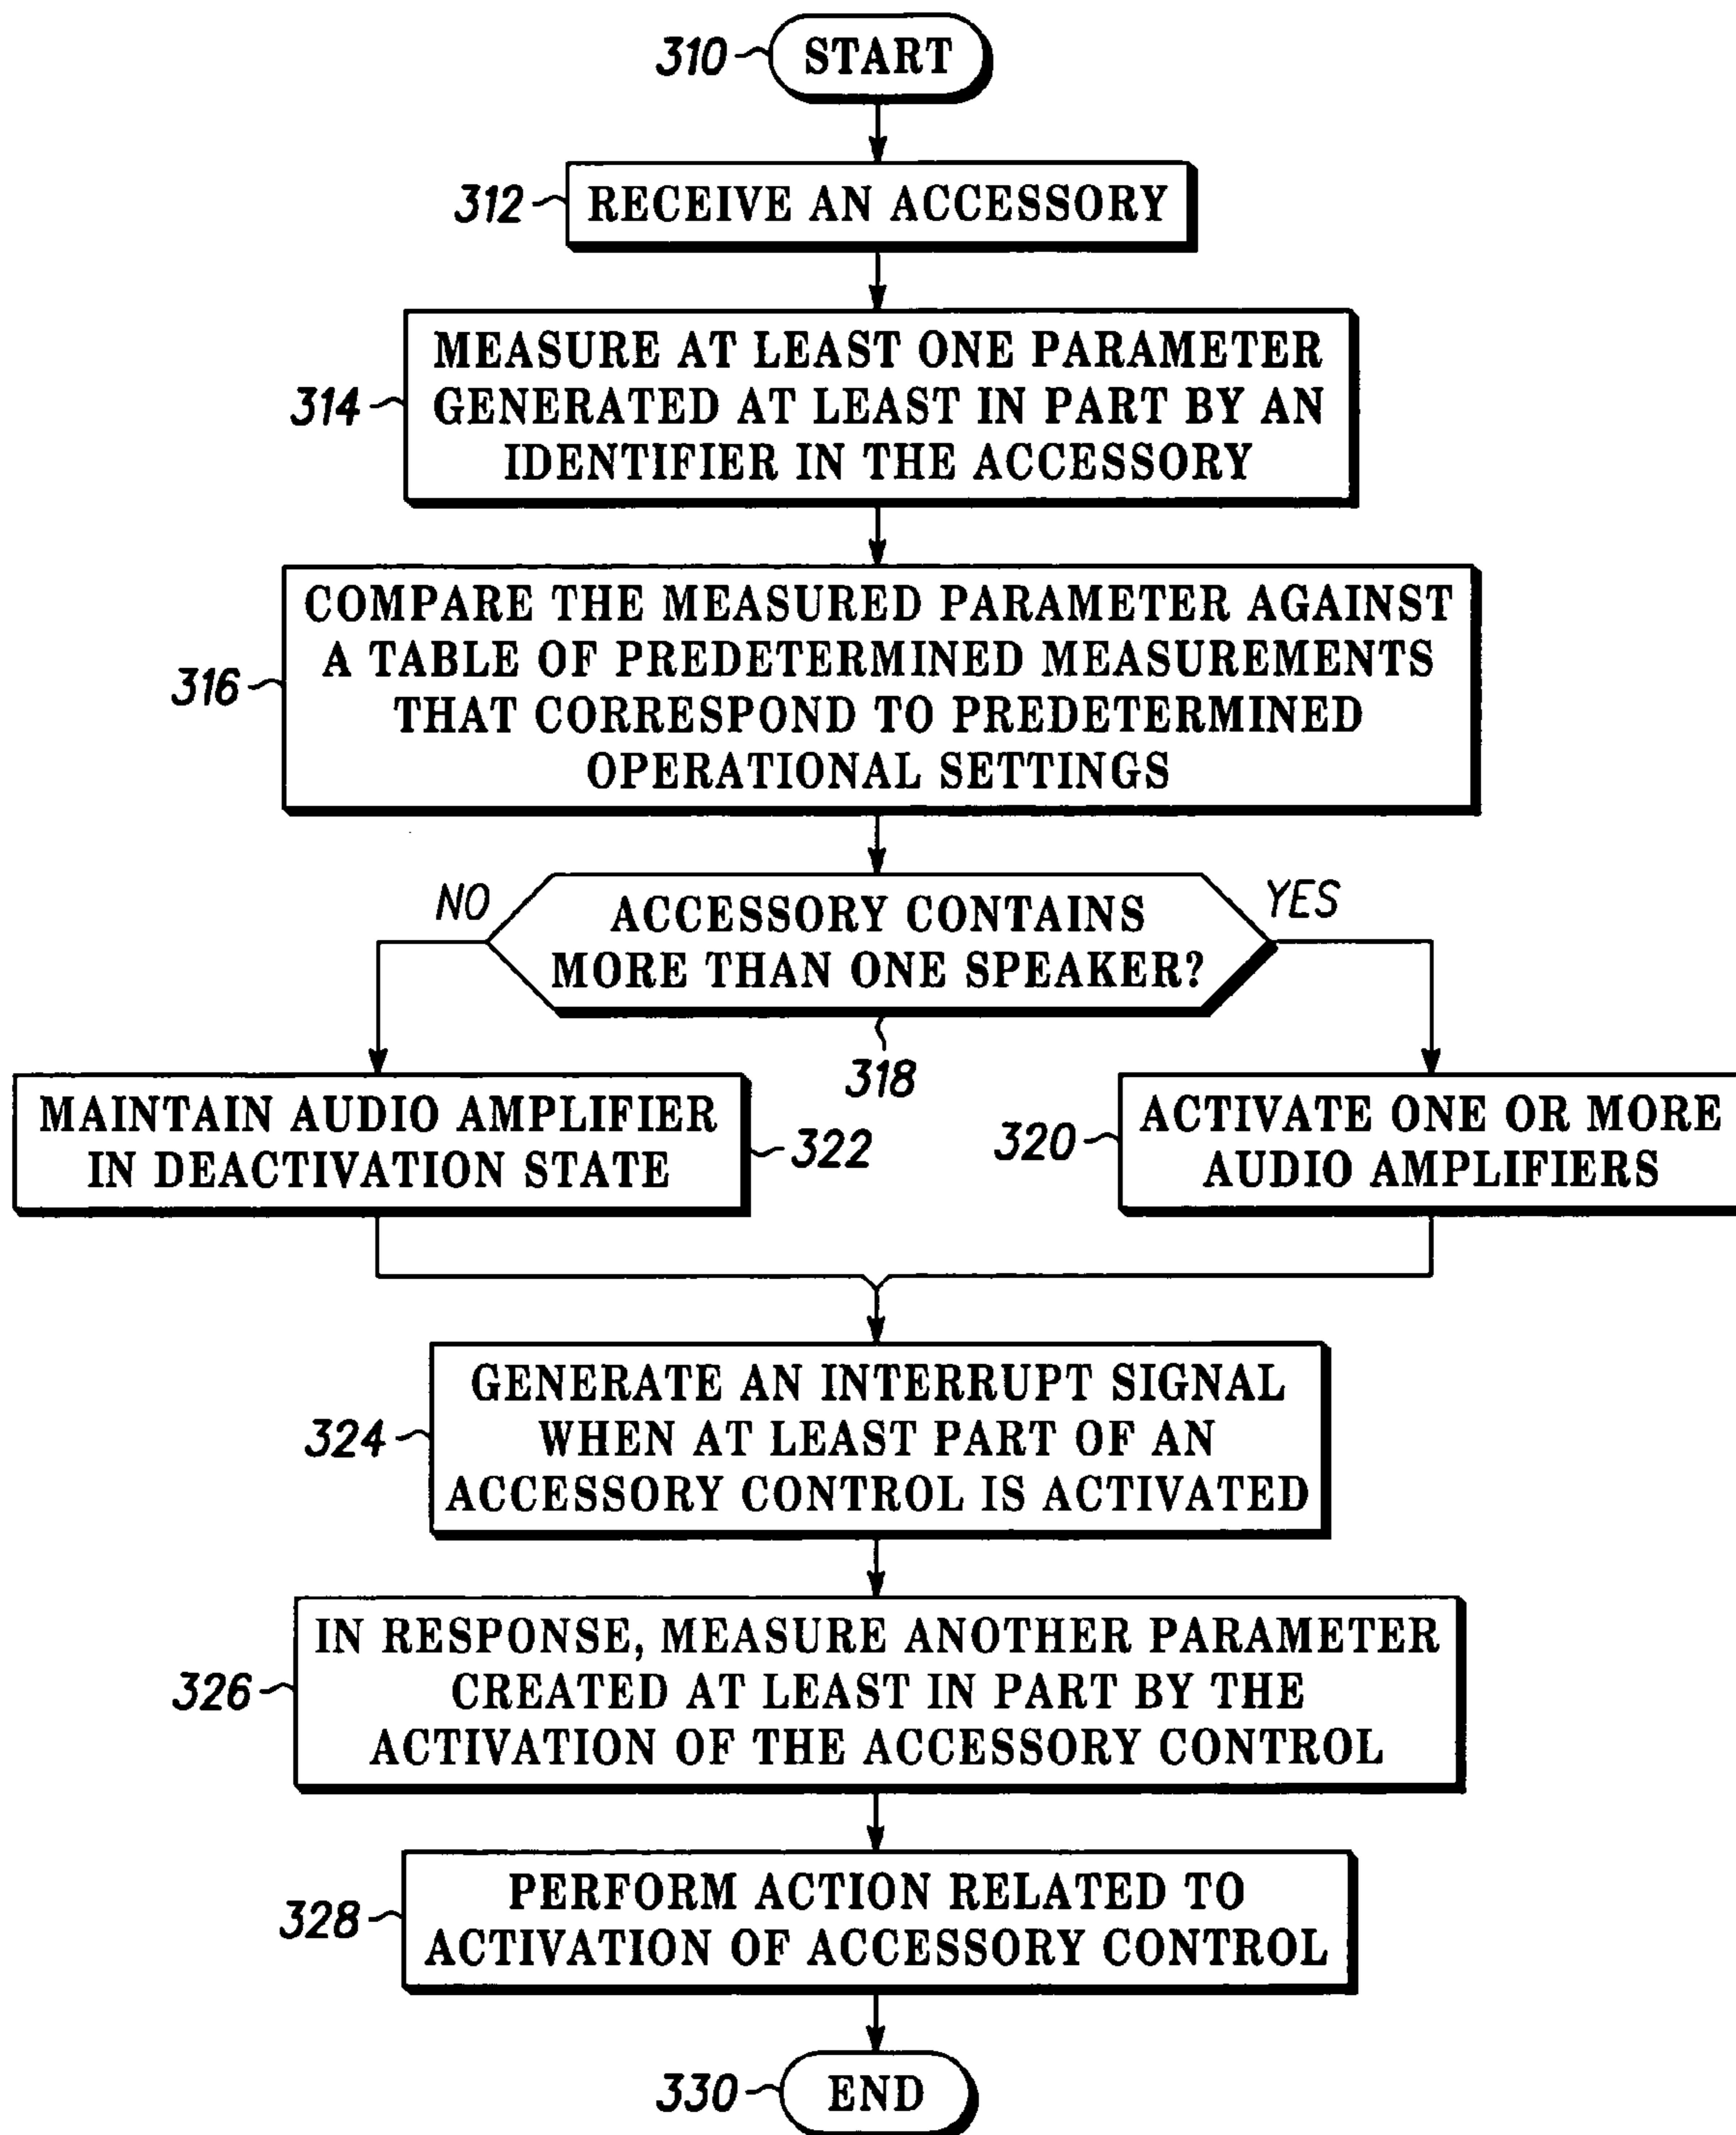 310
START
312
RECEIVE AN ACCESSORY
314
MEASURE AT LEAST ONE PARAMETER
GENERATED AT LEAST IN PART BY AN
IDENTIFIER IN THE ACCESSORY
316
COMPARE THE MEASURED PARAMETER AGAINST
A TABLE OF PREDETERMINED MEASUREMENTS
THAT CORRESPOND TO PREDETERMINED
OPERATIONAL SETTINGS
NO
ACCESSORY CONTAINS
MORE THAN ONE SPEAKER?
YES
318
MAINTAIN AUDIO AMPLIFIER
IN DEACTIVATION STATE
322
320
ACTIVATE ONE OR MORE
AUDIO AMPLIFIERS
324
GENERATE AN INTERRUPT SIGNAL
WHEN AT LEAST PART OF AN
ACCESSORY CONTROL IS ACTIVATED
326
IN RESPONSE, MEASURE ANOTHER PARAMETER
CREATED AT LEAST IN PART BY THE
ACTIVATION OF THE ACCESSORY CONTROL
328
PERFORM ACTION RELATED TO
ACTIVATION OF ACCESSORY CONTROL
330
END